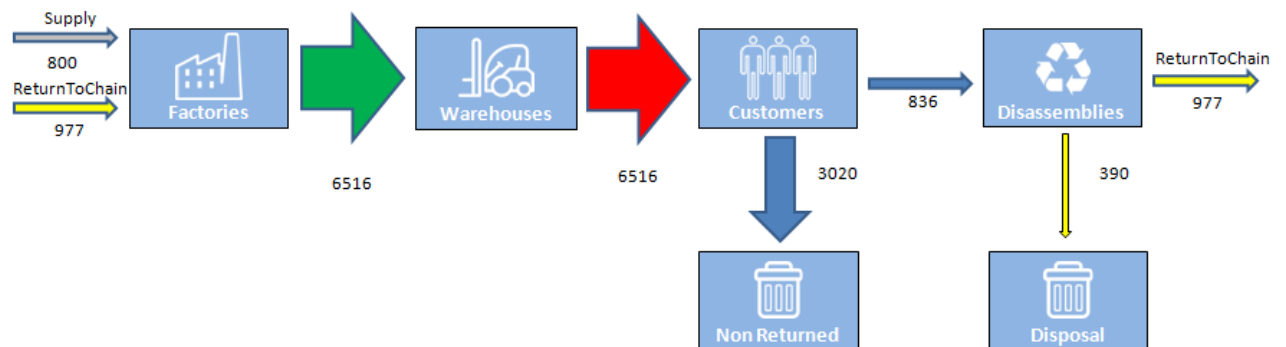 Supply
800
ReturnToChain
977
Factories
6516
Warehouses
6516
Customers
836
Disassemblies
ReturnToChain
977
3020
390
Non Returned
Disposal